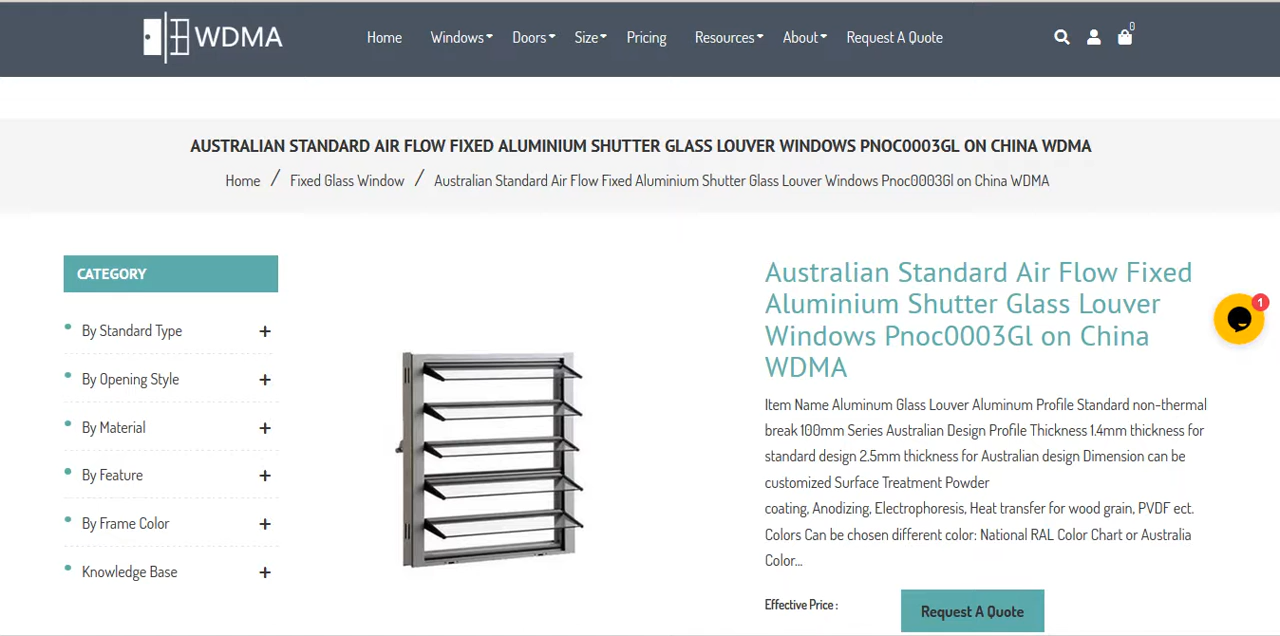 WDMA
Home Windows Doors Size Pricing Resources About Request A Quote
0
AUSTRALIAN STANDARD AIR FLOW FIXED ALUMINIUM SHUTTER GLASS LOUVER WINDOWS PNOC0003GL ON CHINA WDMA
Home / Fixed Glass Window / Australian Standard Air Flow Fixed Aluminium Shutter Glass Louver Windows Pnoc0003Gl on China WDMA
CATEGORY
By Standard Type +
By Opening Style +
By Material +
By Feature +
By Frame Color +
Knowledge Base +
Australian Standard Air Flow Fixed
Aluminium Shutter Glass Louver
Windows Pnoc0003Gl on China
WDMA
Item Name Aluminum Glass Louver Aluminum Profile Standard non-thermal
break 100mm Series Australian Design Profile Thickness 1.4mm thickness for
standard design 2.5mm thickness for Australian design Dimension can be
customized Surface Treatment Powder
coating, Anodizing, Electrophoresis, Heat transfer for wood grain, PVDF ect.
Colors Can be chosen different color: National RAL Color Chart or Australia
Color...
Effective Price :
Request A Quote
1